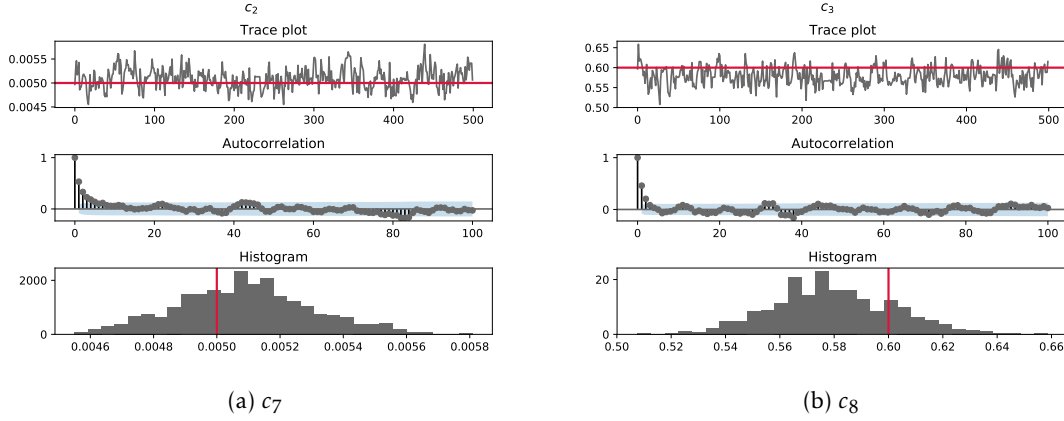 c₂
Trace plot
0.0055
0.0050
0.0045
0 100 200 300 400 500
Autocorrelation
1
0
0 20 40 60 80 100
Histogram
2000
0
0.0046 0.0048 0.0050 0.0052 0.0054 0.0056 0.0058
(a) c₇
c₃
Trace plot
0.65
0.60
0.55
0.50
0 100 200 300 400 500
Autocorrelation
1
0
0 20 40 60 80 100
Histogram
20
0
0.50 0.52 0.54 0.56 0.58 0.60 0.62 0.64 0.66
(b) c₈